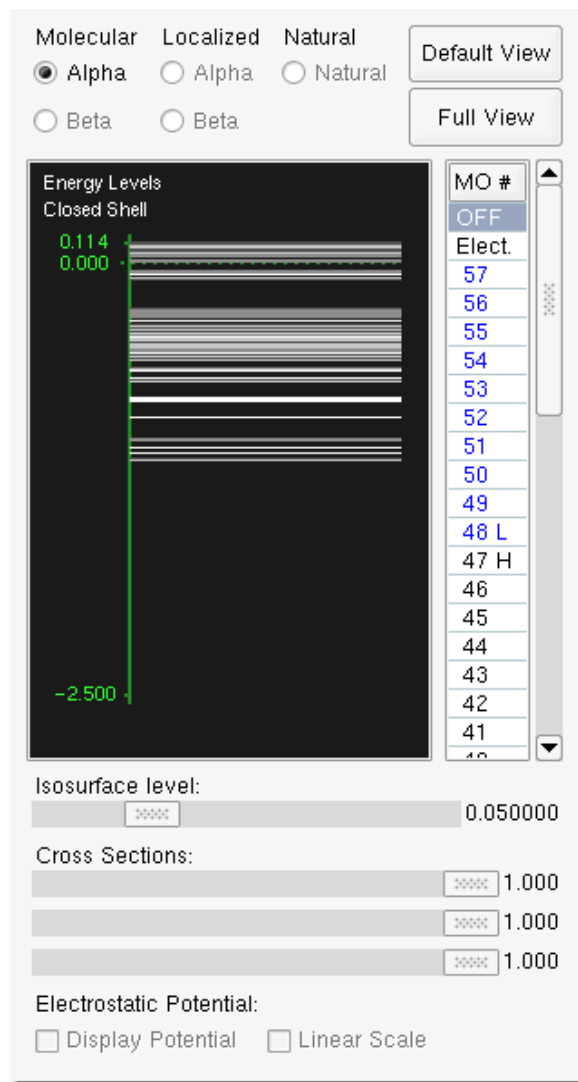 Molecular Localized Natural
Alpha Alpha Natural
Beta Beta
Default View
Full View
Energy Levels
Closed Shell
0.114
0.000
-2.500
MO #
OFF
Elect.
57
56
55
54
53
52
51
50
49
48 L
47 H
46
45
44
43
42
41
Isosurface level:
0.050000
Cross Sections:
1.000
1.000
1.000
Electrostatic Potential:
Display Potential Linear Scale